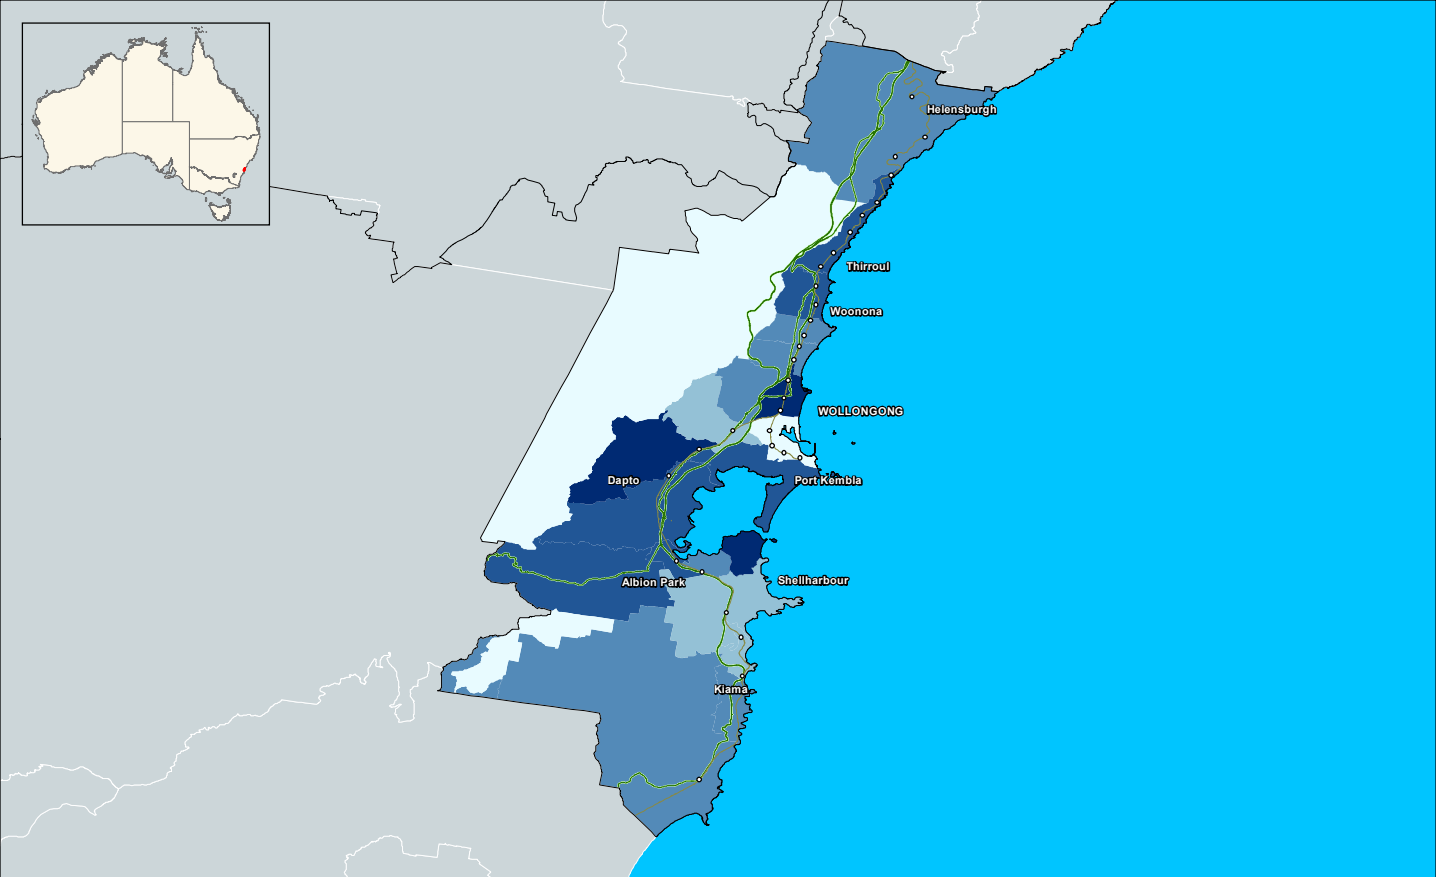 Helensburgh
Thirroul
Woonona
WOLLONGONG
Dapto
Port Kembla
Albion Park
Shellharbour
Kiama